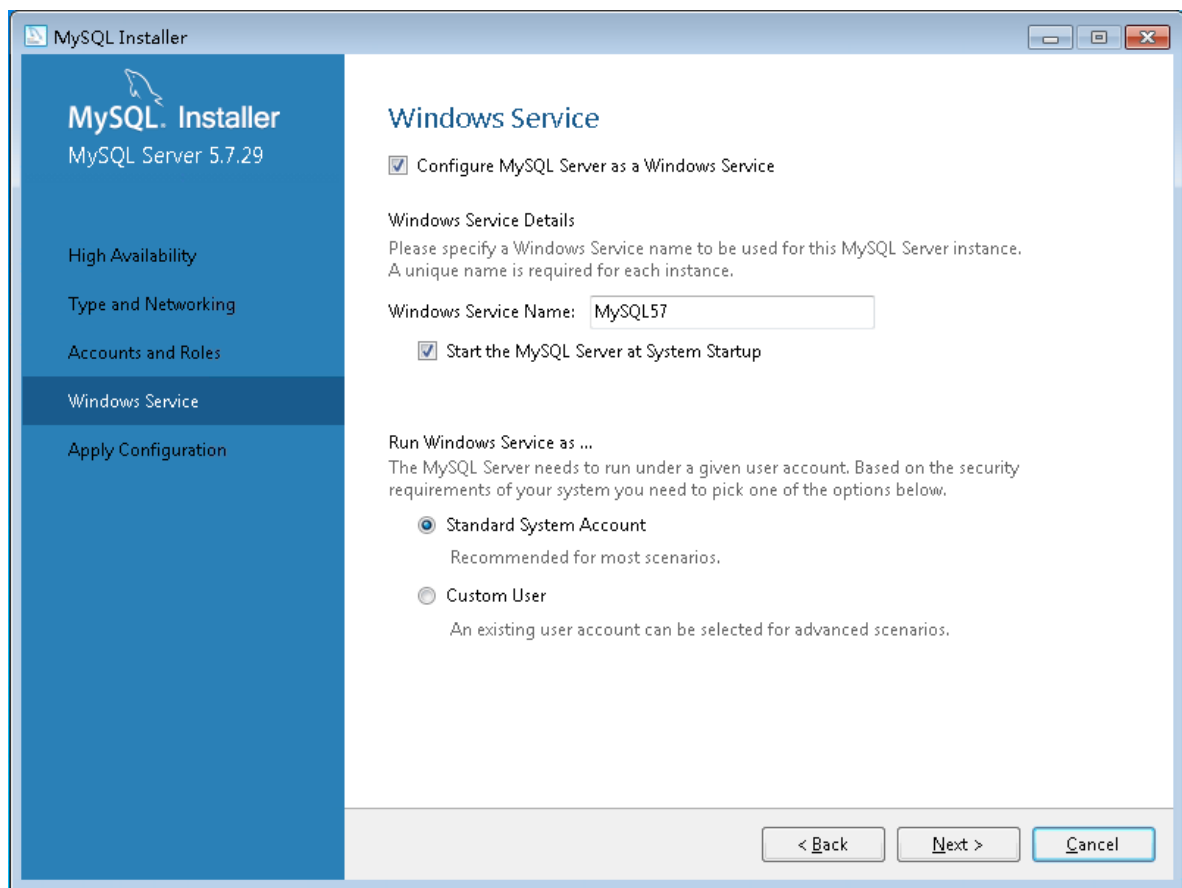 MySQL Installer
MySQL. Installer
MySQL Server 5.7.29
High Availability
Type and Networking
Accounts and Roles
Windows Service
Apply Configuration
Windows Service
Configure MySQL Server as a Windows Service
Windows Service Details
Please specify a Windows Service name to be used for this MySQL Server instance.
A unique name is required for each instance.
Windows Service Name: MySQL57
Start the MySQL Server at System Startup
Run Windows Service as ...
The MySQL Server needs to run under a given user account. Based on the security
requirements of your system you need to pick one of the options below.
Standard System Account
Recommended for most scenarios.
Custom User
An existing user account can be selected for advanced scenarios.
< Back Next > Cancel